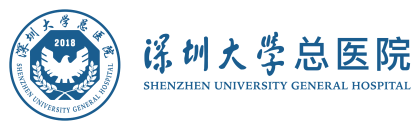 深圳大学总医院
2018
SHENZHEN UNIVERSITY GENERAL HOSPITAL
深圳大学总医院
SHENZHEN UNIVERSITY GENERAL HOSPITAL